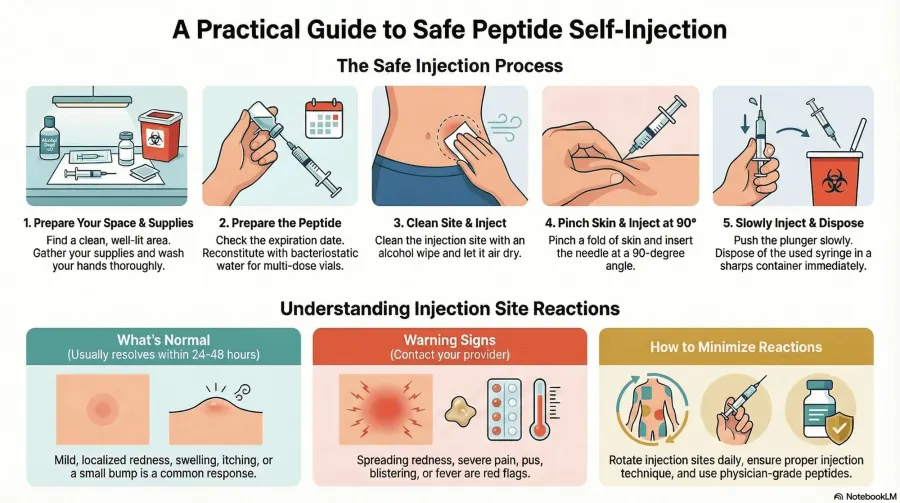 A Practical Guide to Safe Peptide Self-Injection
The Safe Injection Process
1. Prepare Your Space & Supplies
Find a clean, well-lit area.
Gather your supplies and wash
your hands thoroughly.
2. Prepare the Peptide
Check the expiration date.
Reconstitute with bacteriostatic
water for multi-dose vials.
3. Clean Site & Inject
Clean the injection site with an
alcohol wipe and let it air dry.
4. Pinch Skin & Inject at 90°
Pinch a fold of skin and insert
the needle at a 90-degree
angle.
5. Slowly Inject & Dispose
Push the plunger slowly.
Dispose of the used syringe in a
sharps container immediately.
Understanding Injection Site Reactions
What's Normal
(Usually resolves within 24-48 hours)
Mild, localized redness, swelling, itching, or
a small bump is a common response.
Warning Signs
(Contact your provider)
Spreading redness, severe pain, pus,
blistering, or fever are red flags.
How to Minimize Reactions
Rotate injection sites daily, ensure proper injection
technique, and use physician-grade peptides.
NotebookLM